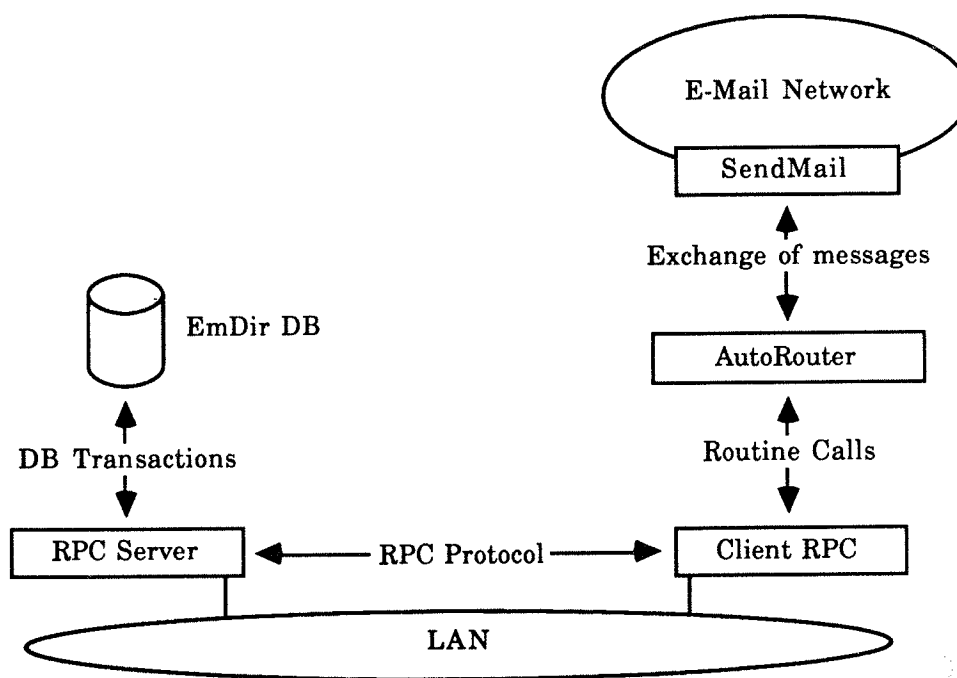 E-Mail Network
SendMail
Exchange of messages
EmDir DB
AutoRouter
DB Transactions
Routine Calls
RPC Server
RPC Protocol
Client RPC
LAN